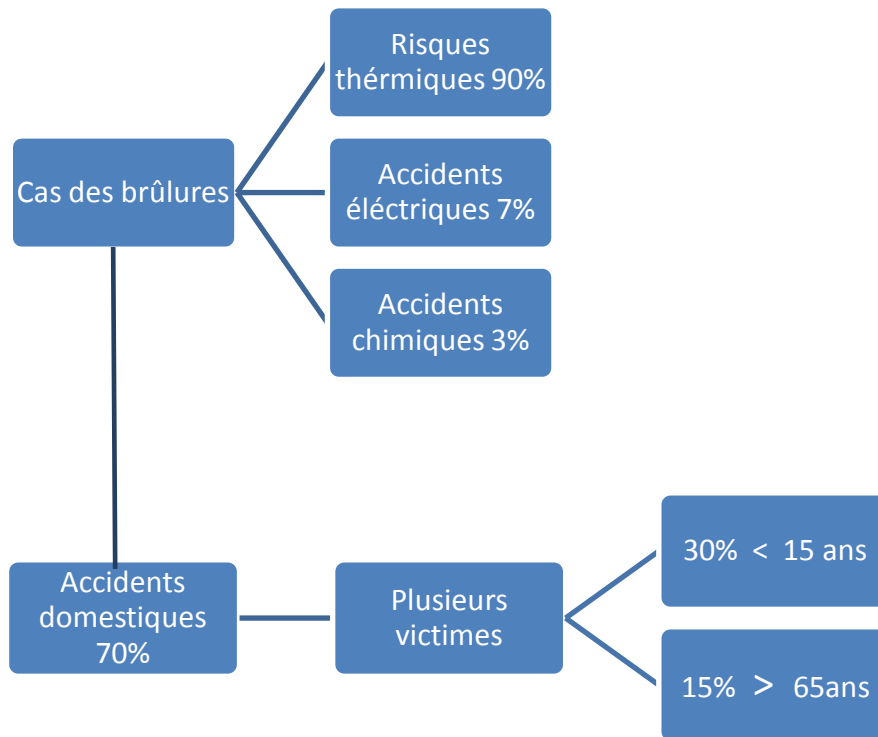 Risques
thérmiques 90%
Cas des brûlures
Accidents
éléctriques 7%
Accidents
chimiques 3%
Accidents
domestiques
70%
Plusieurs
victimes
30% < 15 ans
15% > 65ans